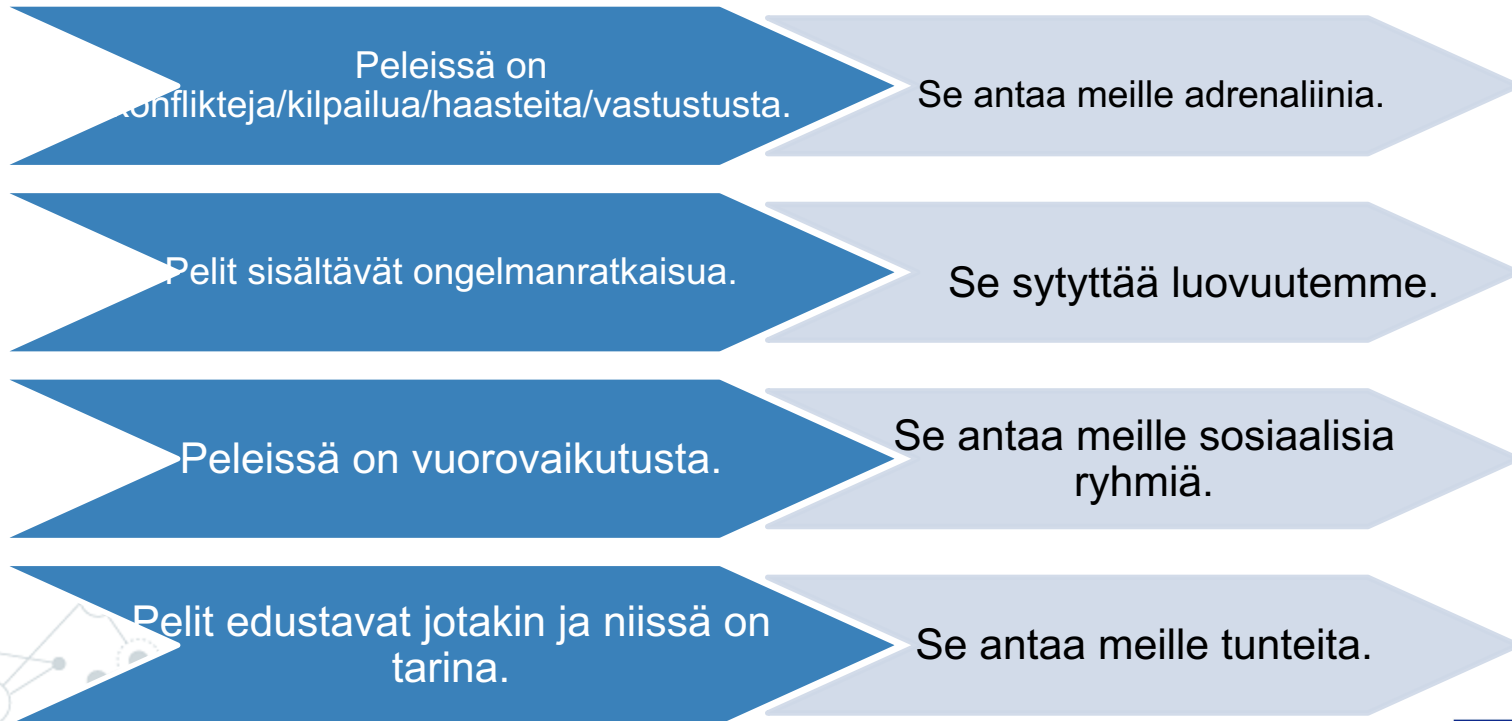 Peleissä on
konflikteja/kilpailua/haasteita/vastustusta.
Se antaa meille adrenaliinia.
Pelit sisältävät ongelmanratkaisua.
Se sytyttää luovuutemme.
Peleissä on vuorovaikutusta.
Se antaa meille sosiaalisia
ryhmiä.
Pelit edustavat jotakin ja niissä on
tarina.
Se antaa meille tunteita.